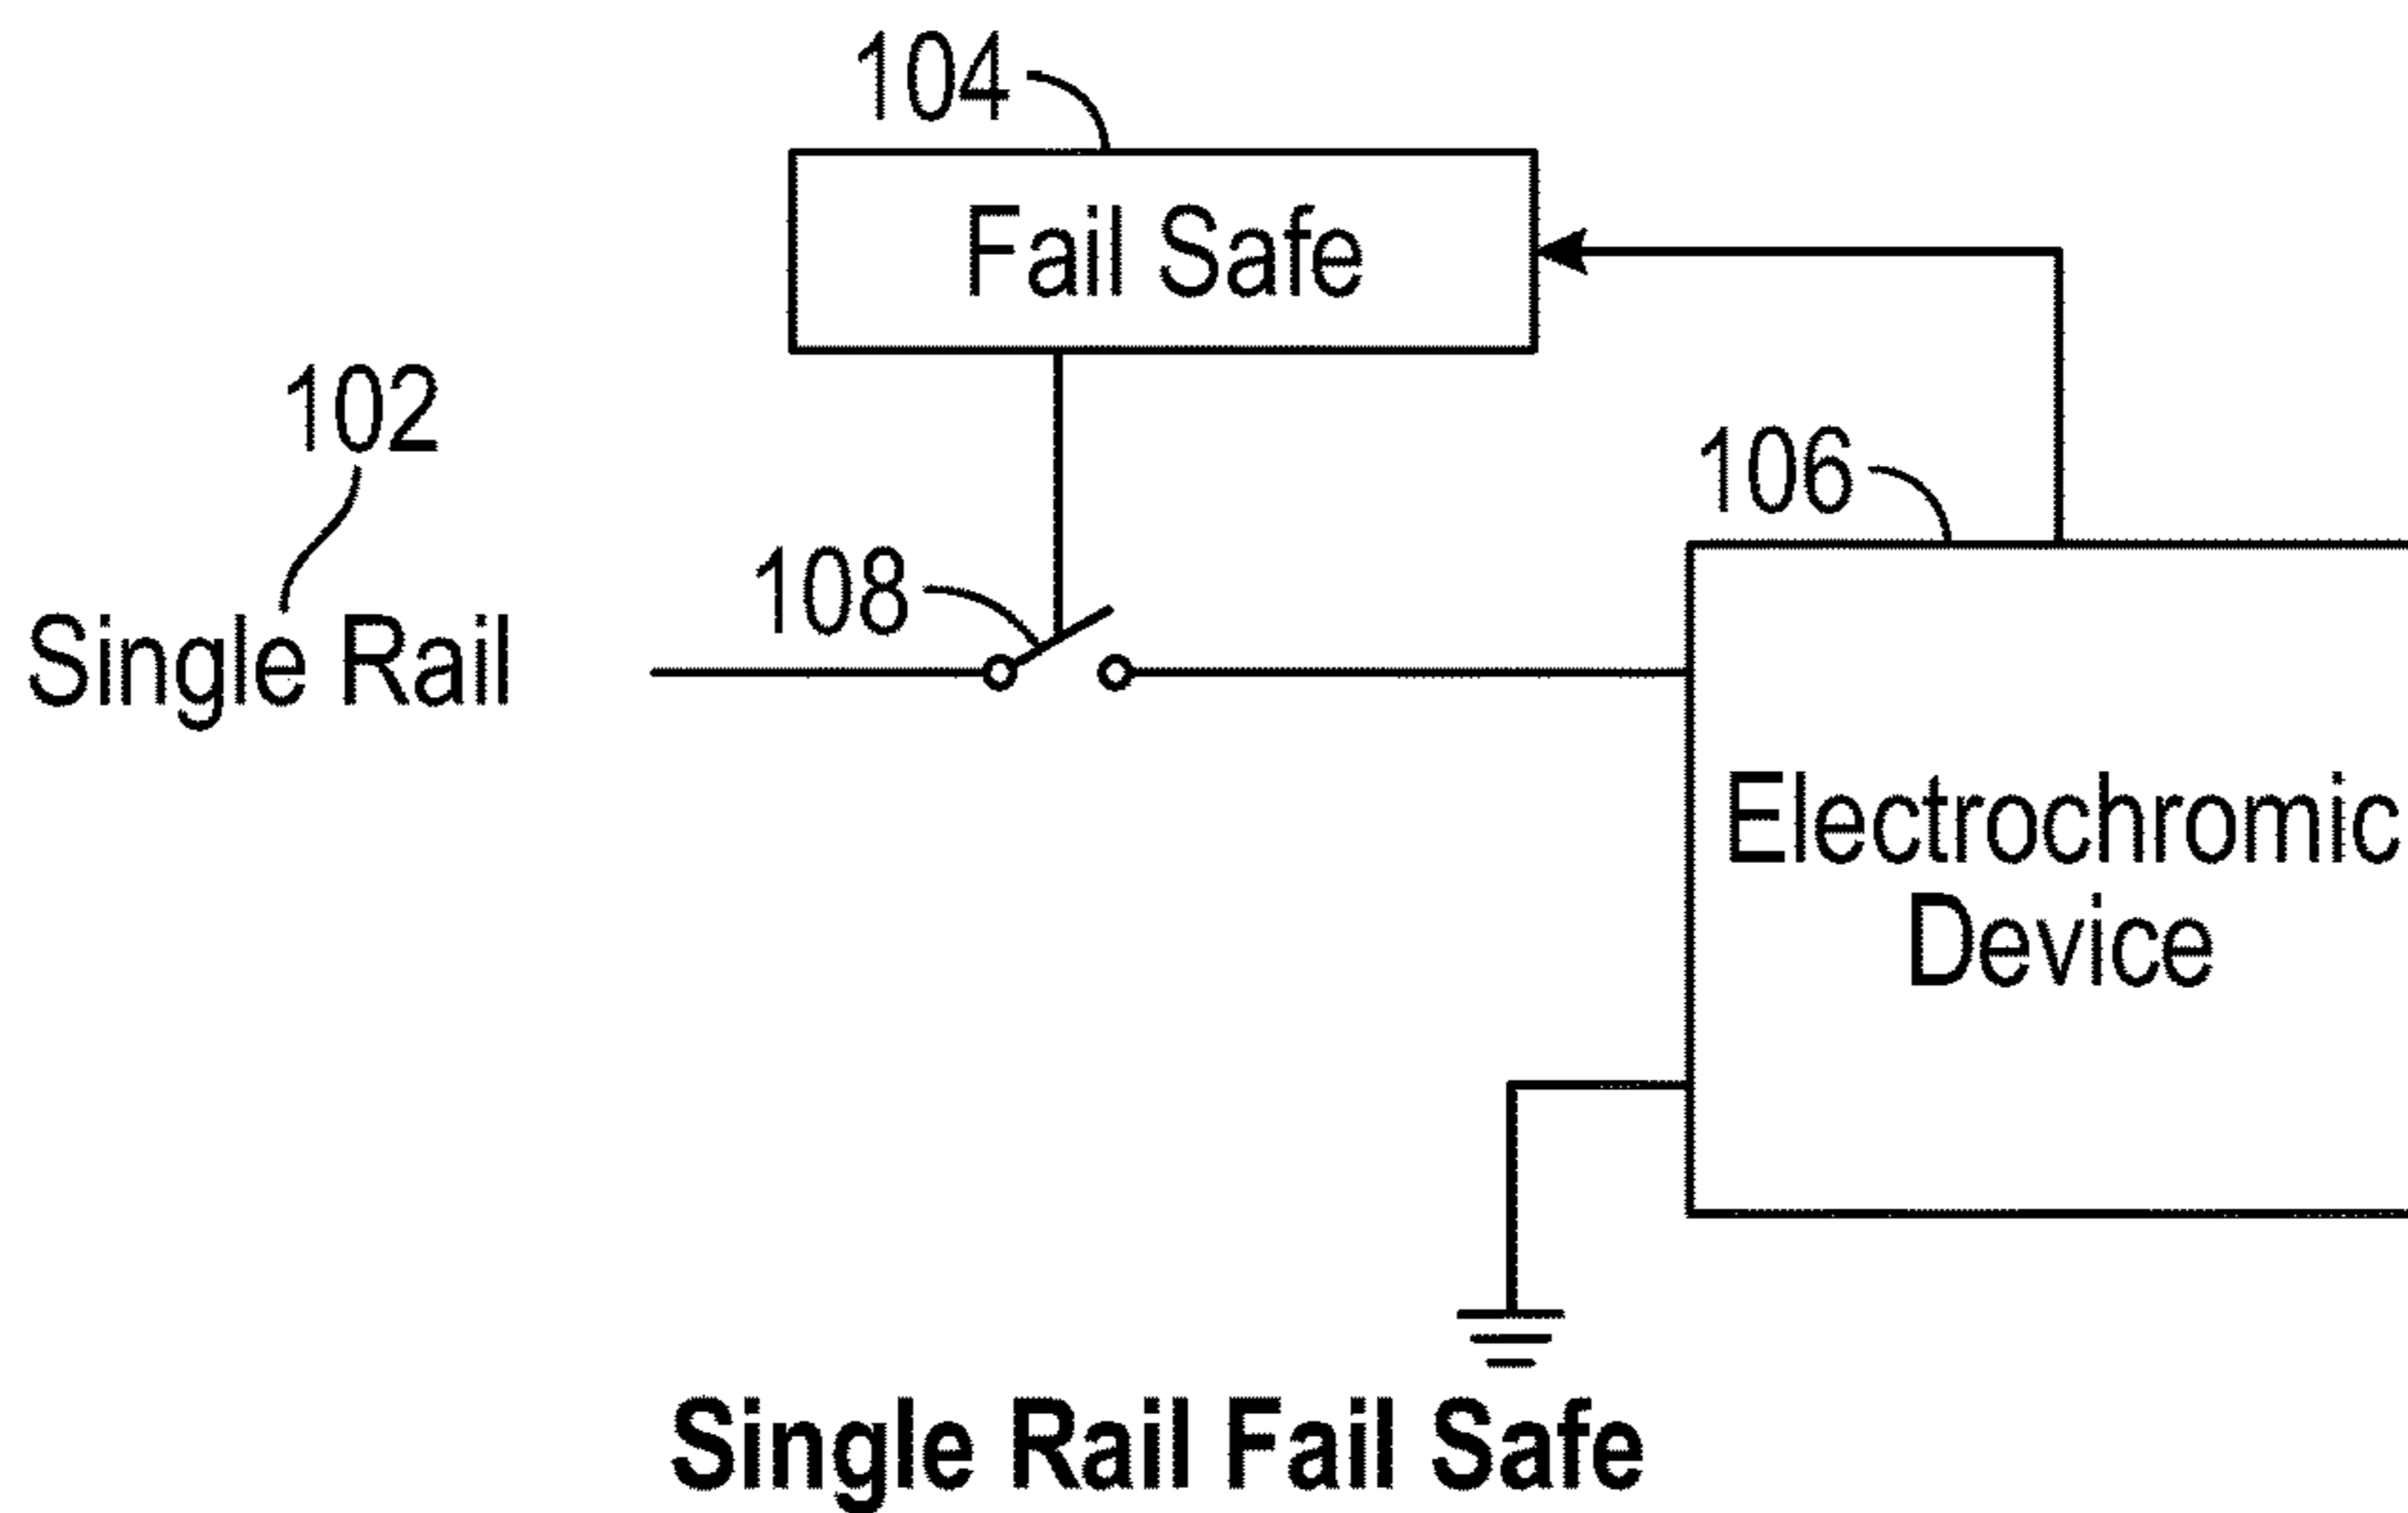 104
Fail Safe
102
106
108
Single Rail
Electrochromic
Device
Single Rail Fail Safe